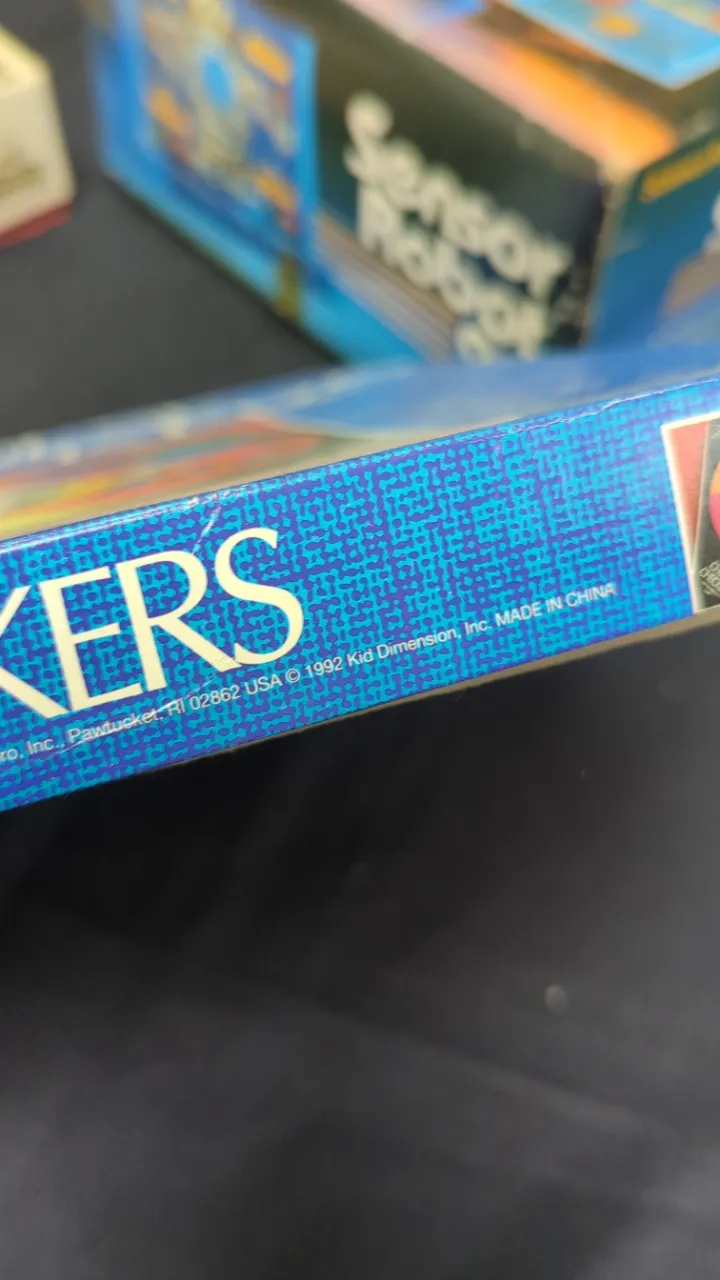 Sensor
Robot
KERS
ro, Inc., Pawtucket, RI 02862 USA © 1992 Kid Dimension, Inc. MADE IN CHINA